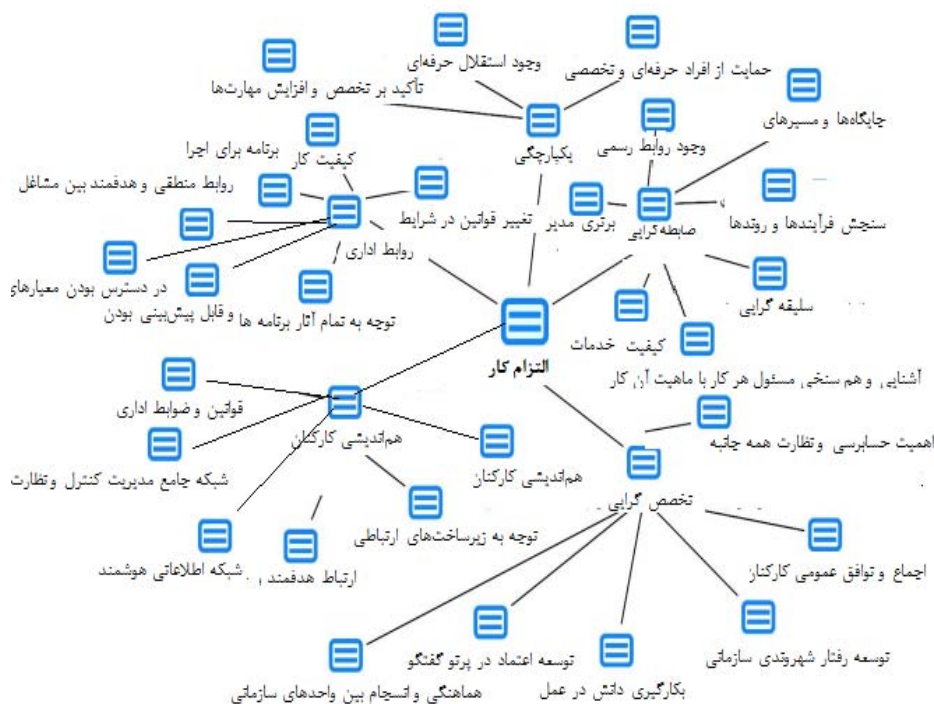 وجود استقلال حرفه‌ای
حمایت از افراد حرفه‌ای و تخصصی
تأکید بر تخصص و افزایش مهارت‌ها
جایگاه‌ها و مسیرهای
یکپارچگی
وجود روابط رسمی
کیفیت کار
برنامه برای اجرا
روابط منطقی و هدفمند بین مشاغل
تغییر قوانین در شرایط
برتری مدیر
ضابطه‌گرایی
سنجش فرآیندها و روندها
روابط اداری
در دسترس بودن معیارهای
و قابل پیش‌بینی بودن
توجه به تمام آثار برنامه ها
سلیقه گرایی
کیفیت خدمات
التزام کار
آشنایی و هم سنخی مسئول هر کار با ماهیت آن کار
قوانین و ضوابط اداری
هم‌اندیشی کارکنان
اهمیت حسابرسی و نظارت همه جانبه
هم‌اندیشی کارکنان
شبکه جامع مدیریت کنترل و نظارت
تخصص گرایی
توجه به زیرساخت‌های ارتباطی
شبکه اطلاعاتی هوشمند
ارتباط هدفمند
اجماع و توافق عمومی کارکنان
توسعه اعتماد در پرتو گفتگو
توسعه رفتار شهروندی سازمانی
هماهنگی و انسجام بین واحدهای سازمانی
بکارگیری دانش در عمل